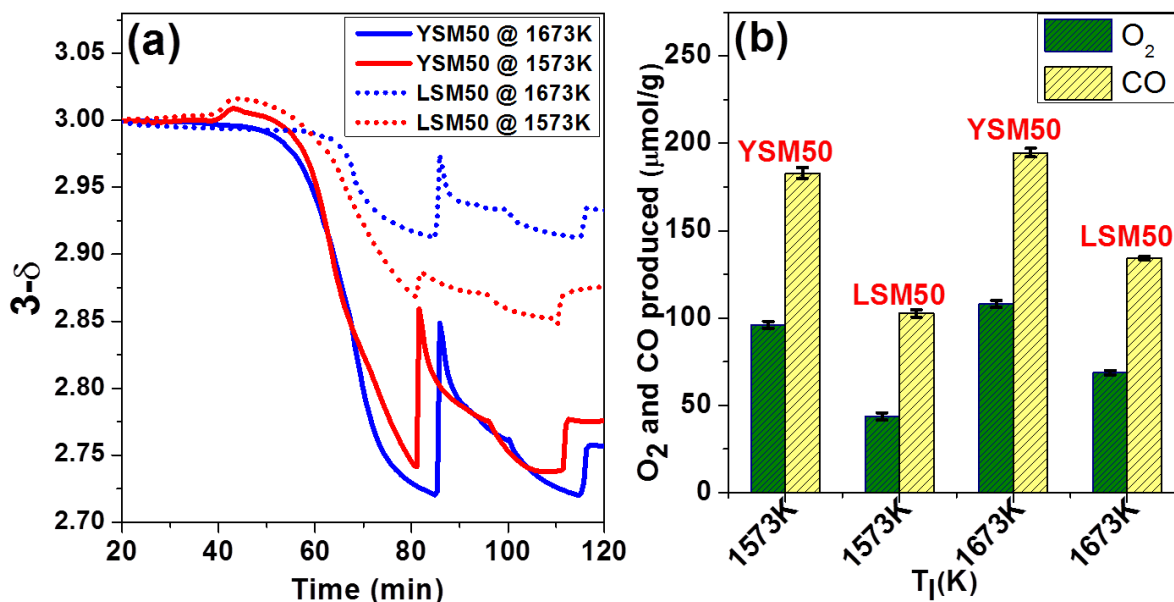 (a)
YSM50 @ 1673K
YSM50 @ 1573K
LSM50 @ 1673K
LSM50 @ 1573K
3.05
3.00
2.95
2.90
2.85
2.80
2.75
2.70
3-δ
20 40 60 80 100 120
Time (min)
(b)
O2
CO
250
200
150
100
50
0
O2 and CO produced (μmol/g)
YSM50
LSM50
YSM50
LSM50
1573K 1573K 1673K 1673K
Tl(K)